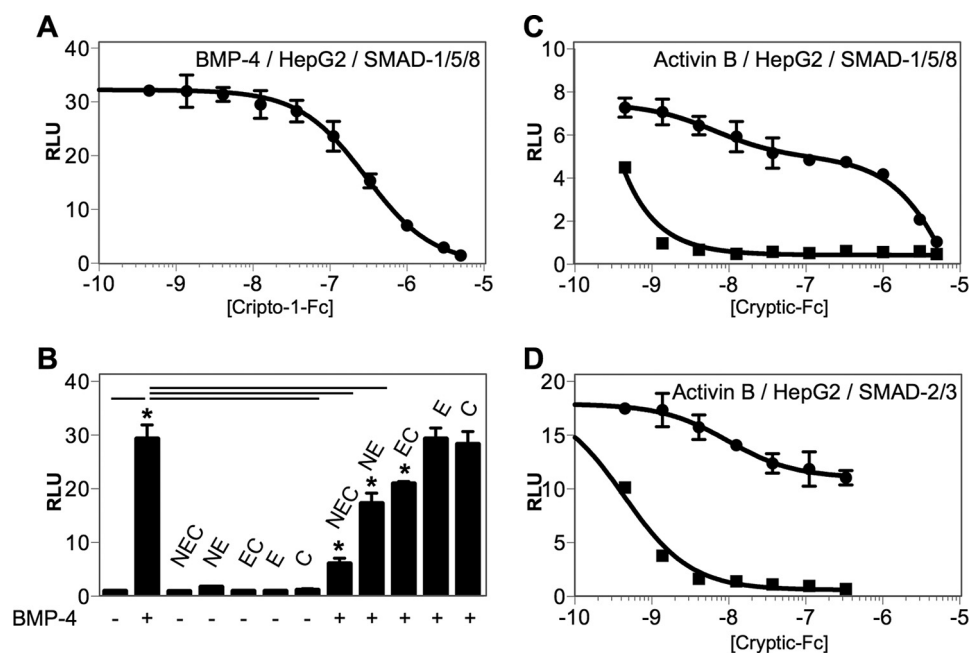 A
BMP-4 / HepG2 / SMAD-1/5/8
RLU
40
30
20
10
0
-10 -9 -8 -7 -6 -5
[Cripto-1-Fc]
B
RLU
40
30
20
10
0
*
NEC NE EC E C
NEC NE EC E C
* * *
BMP-4 - + - - - - - + + + + +
C
Activin B / HepG2 / SMAD-1/5/8
RLU
10
8
6
4
2
0
-10 -9 -8 -7 -6 -5
[Cryptic-Fc]
D
Activin B / HepG2 / SMAD-2/3
RLU
20
15
10
5
0
-10 -9 -8 -7 -6 -5
[Cryptic-Fc]